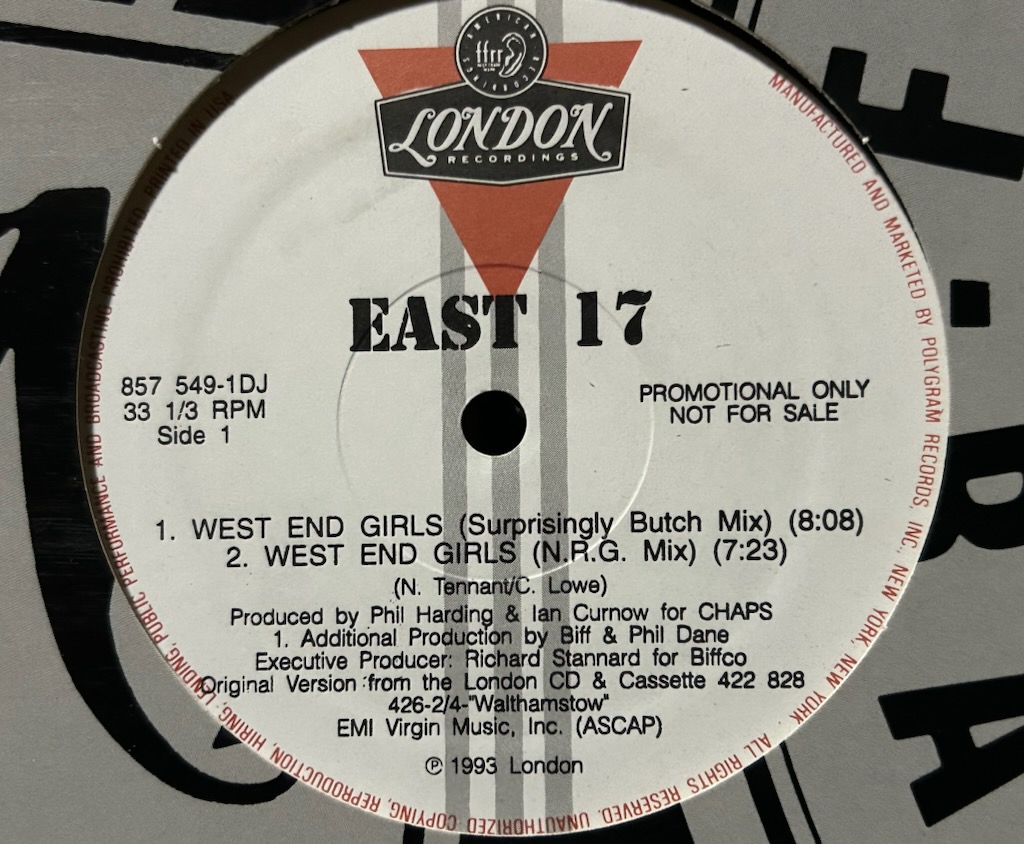 AMERICAN RECORDINGS
ffrr
LONDON
RECORDINGS
EAST 17
857 549-1DJ
33 1/3 RPM
Side 1
PROMOTIONAL ONLY
NOT FOR SALE
1. WEST END GIRLS (Surprisingly Butch Mix) (8:08)
2. WEST END GIRLS (N.R.G. Mix) (7:23)
(N. Tennant/C. Lowe)
Produced by Phil Harding & Ian Curnow for CHAPS
1. Additional Production by Biff & Phil Dane
Executive Producer: Richard Stannard for Biffco
Original Version from the London CD & Cassette 422 828
426-2/4-"Walthamstow"
EMI Virgin Music, Inc. (ASCAP)
℗ 1993 London
MANUFACTURED AND MARKETED BY POLYGRAM RECORDS, INC., NEW YORK, NEW YORK. ALL RIGHTS RESERVED. UNAUTHORIZED COPYING, REPRODUCTION, HIRING, LENDING, PUBLIC PERFORMANCE AND BROADCASTING PROHIBITED. PRINTED IN USA